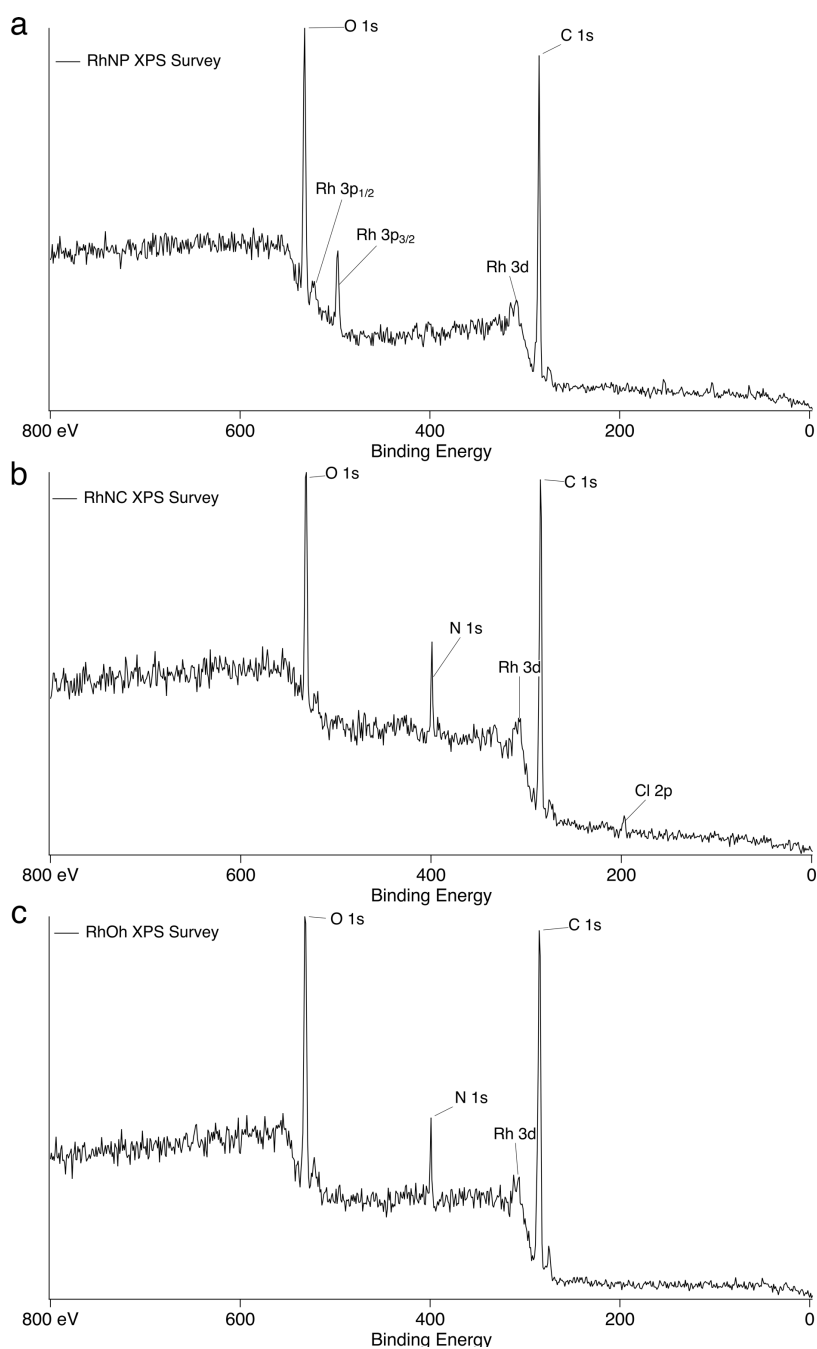 a
O 1s
C 1s
RhNP XPS Survey
Rh 3p1/2
Rh 3p3/2
Rh 3d
800 eV 600 400 200 0
Binding Energy
b
O 1s
C 1s
RhNC XPS Survey
N 1s
Rh 3d
Cl 2p
800 eV 600 400 200 0
Binding Energy
c
O 1s
C 1s
RhOh XPS Survey
N 1s
Rh 3d
800 eV 600 400 200 0
Binding Energy